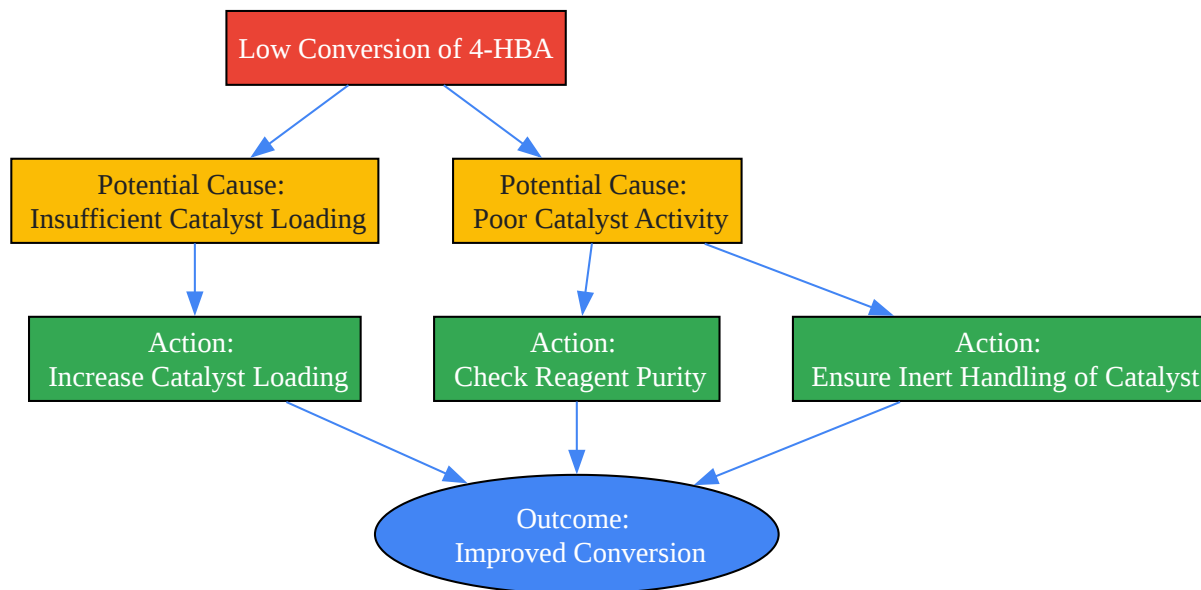 Low Conversion of 4-HBA
Potential Cause:
Insufficient Catalyst Loading
Potential Cause:
Poor Catalyst Activity
Action:
Increase Catalyst Loading
Action:
Check Reagent Purity
Action:
Ensure Inert Handling of Catalyst
Outcome:
Improved Conversion